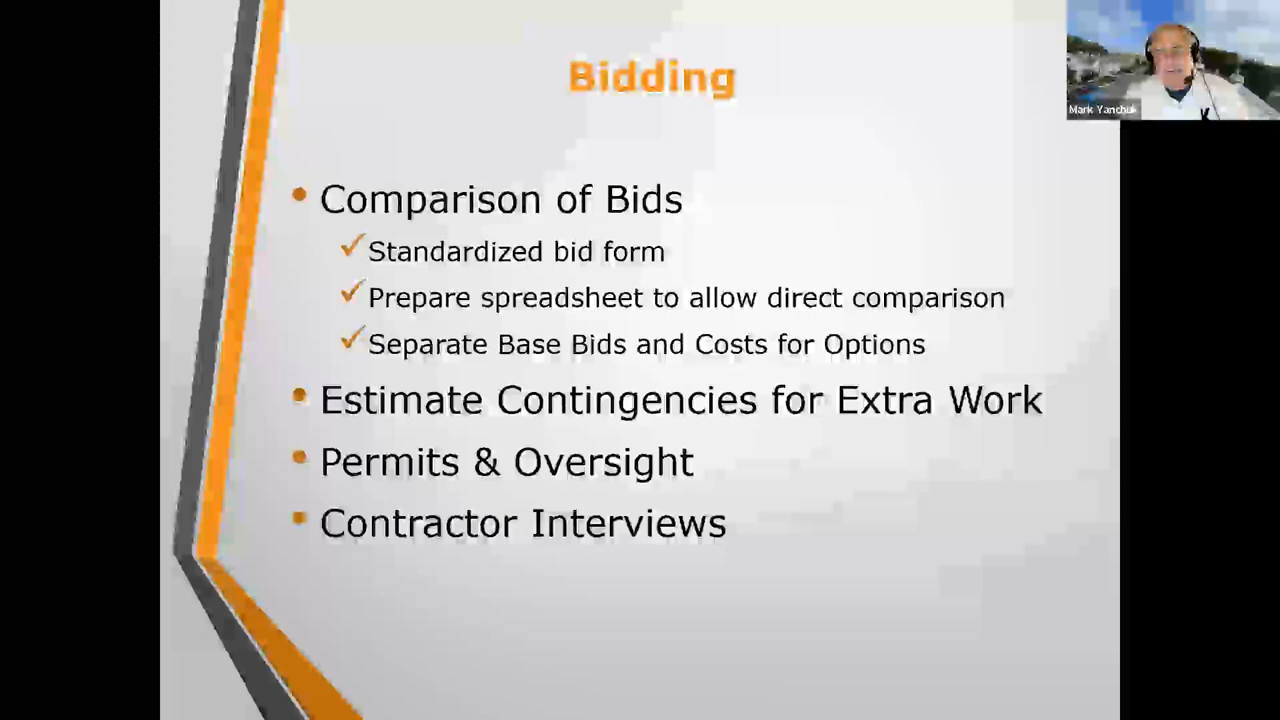 Bidding
Mark Yanchuk
Comparison of Bids
Standardized bid form
Prepare spreadsheet to allow direct comparison
Separate Base Bids and Costs for Options
Estimate Contingencies for Extra Work
Permits & Oversight
Contractor Interviews